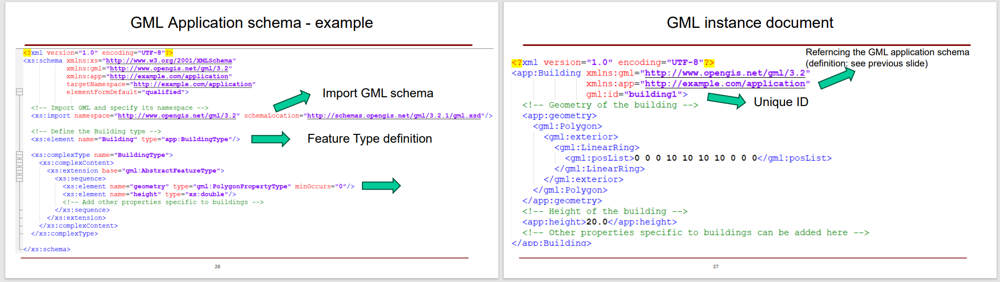 GML Application schema - example
<?xml version="1.0" encoding="UTF-8"?>
<xs:schema xmlns:xs="http://www.w3.org/2001/XMLSchema"
xmlns:gml="http://www.opengis.net/gml/3.2"
xmlns:app="http://example.com/application"
targetNamespace="http://example.com/application"
elementFormDefault="qualified">
Import GML schema
<!-- Import GML and specify its namespace -->
<xs:import namespace="http://www.opengis.net/gml/3.2" schemaLocation="http://schemas.opengis.net/gml/3.2.1/gml.xsd"/>
<!-- Define the Building type -->
<xs:element name="Building" type="app:BuildingType"/>
Feature Type definition
<xs:complexType name="BuildingType">
<xs:complexContent>
<xs:extension base="gml:AbstractFeatureType">
<xs:sequence>
<xs:element name="geometry" type="gml:PolygonPropertyType" minOccurs="0"/>
<xs:element name="height" type="xs:double"/>
<!-- Add other properties specific to buildings -->
</xs:sequence>
</xs:extension>
</xs:complexContent>
</xs:complexType>
</xs:schema>
26
GML instance document
Referncing the GML application schema
(definition: see previous slide)
<?xml version="1.0" encoding="UTF-8"?>
<app:Building xmlns:gml="http://www.opengis.net/gml/3.2"
xmlns:app="http://example.com/application"
gml:id="building1">
Unique ID
<!-- Geometry of the building -->
<app:geometry>
<gml:Polygon>
<gml:exterior>
<gml:LinearRing>
<gml:posList>0 0 0 10 10 10 10 0 0 0</gml:posList>
</gml:LinearRing>
</gml:exterior>
</gml:Polygon>
</app:geometry>
<!-- Height of the building -->
<app:height>20.0</app:height>
<!-- Other properties specific to buildings can be added here -->
</app:Building>
27